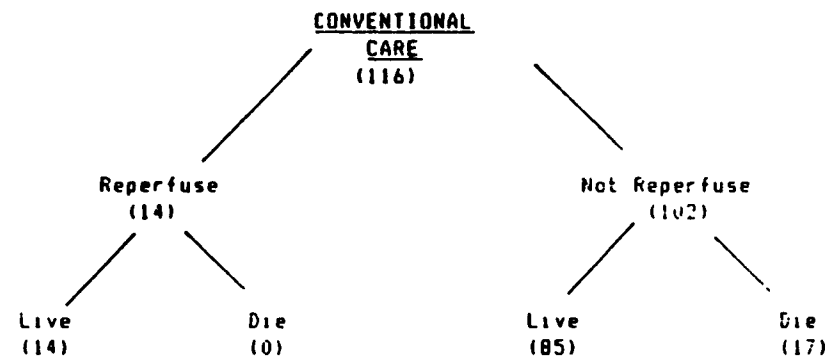 CONVENTIONAL
CARE
(116)
Reperfuse Not Reperfuse
(14) (102)
Live Die Live Die
(14) (0) (85) (17)